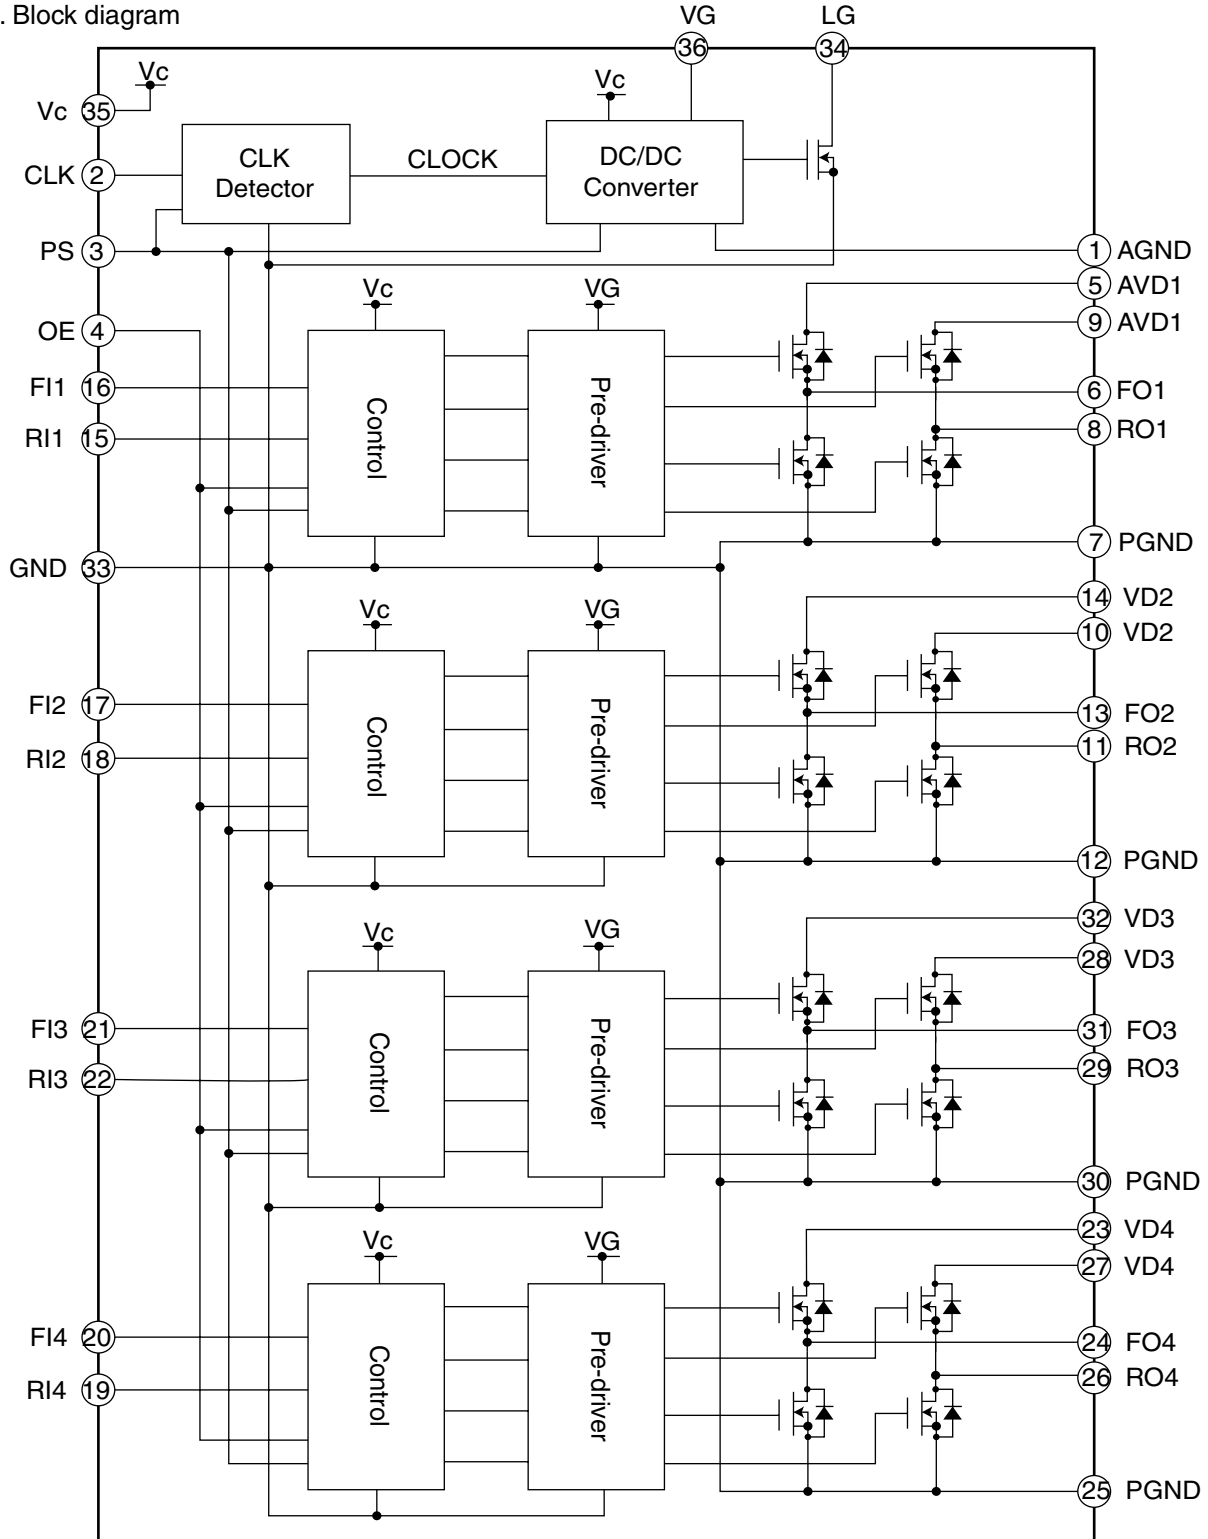 . Block diagram
VG
LG
36
34
Vc
Vc
Vc 35
CLK 2
CLK
Detector
CLOCK
DC/DC
Converter
PS 3
1 AGND
5 AVD1
Vc
VG
9 AVD1
OE 4
FI1 16
Control
Pre-driver
6 FO1
RI1 15
8 RO1
7 PGND
GND 33
14 VD2
Vc
VG
10 VD2
FI2 17
Control
Pre-driver
13 FO2
11 RO2
RI2 18
12 PGND
32 VD3
Vc
VG
28 VD3
FI3 21
Control
Pre-driver
31 FO3
29 RO3
RI3 22
30 PGND
23 VD4
Vc
VG
27 VD4
FI4 20
Control
Pre-driver
24 FO4
26 RO4
RI4 19
25 PGND